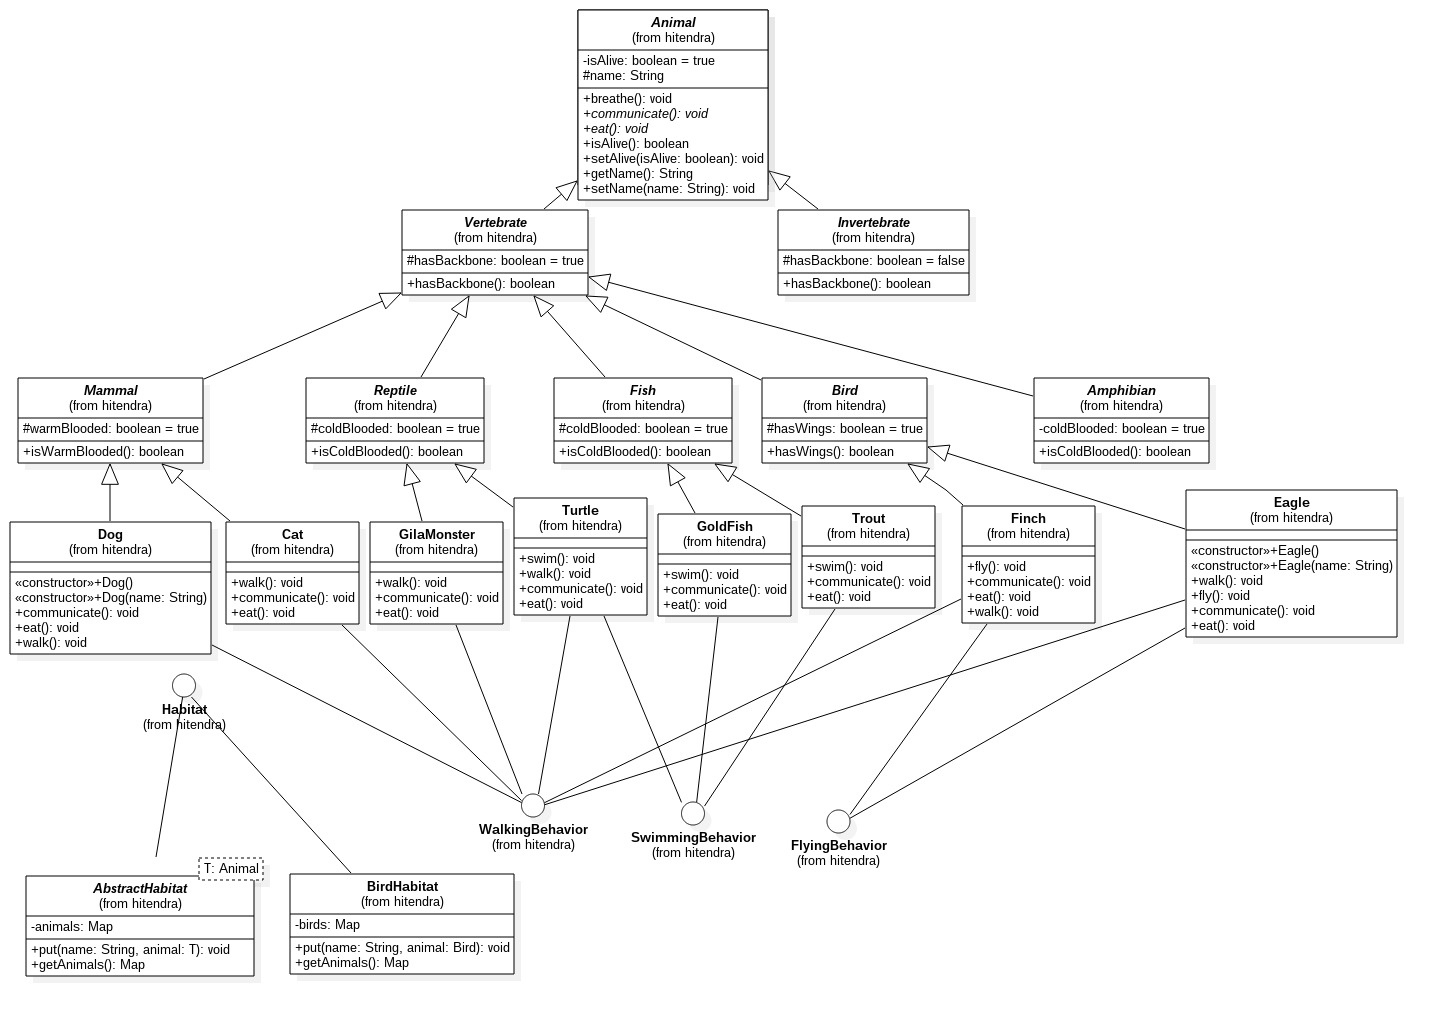 Animal
(from hitendra)
-isAlive: boolean = true
#name: String
+breathe(): void
+communicate(): void
+eat(): void
+isAlive(): boolean
+setAlive(isAlive: boolean): void
+getName(): String
+setName(name: String): void
Vertebrate
(from hitendra)
#hasBackbone: boolean = true
+hasBackbone(): boolean
Invertebrate
(from hitendra)
#hasBackbone: boolean = false
+hasBackbone(): boolean
Mammal
(from hitendra)
#warmBlooded: boolean = true
+isWarmBlooded(): boolean
Reptile
(from hitendra)
#coldBlooded: boolean = true
+isColdBlooded(): boolean
Fish
(from hitendra)
#coldBlooded: boolean = true
+isColdBlooded(): boolean
Bird
(from hitendra)
#hasWings: boolean = true
+hasWings(): boolean
Amphibian
(from hitendra)
-coldBlooded: boolean = true
+isColdBlooded(): boolean
Dog
(from hitendra)
«constructor»+Dog()
«constructor»+Dog(name: String)
+communicate(): void
+eat(): void
+walk(): void
Cat
(from hitendra)
+walk(): void
+communicate(): void
+eat(): void
GilaMonster
(from hitendra)
+walk(): void
+communicate(): void
+eat(): void
Turtle
(from hitendra)
+swim(): void
+walk(): void
+communicate(): void
+eat(): void
GoldFish
(from hitendra)
+swim(): void
+communicate(): void
+eat(): void
Trout
(from hitendra)
+swim(): void
+communicate(): void
+eat(): void
Finch
(from hitendra)
+fly(): void
+communicate(): void
+eat(): void
+walk(): void
Eagle
(from hitendra)
«constructor»+Eagle()
«constructor»+Eagle(name: String)
+walk(): void
+fly(): void
+communicate(): void
+eat(): void
Habitat
(from hitendra)
WalkingBehavior
(from hitendra)
SwimmingBehavior
(from hitendra)
FlyingBehavior
(from hitendra)
T: Animal
AbstractHabitat
(from hitendra)
-animals: Map
+put(name: String, animal: T): void
+getAnimals(): Map
BirdHabitat
(from hitendra)
-birds: Map
+put(name: String, animal: Bird): void
+getAnimals(): Map